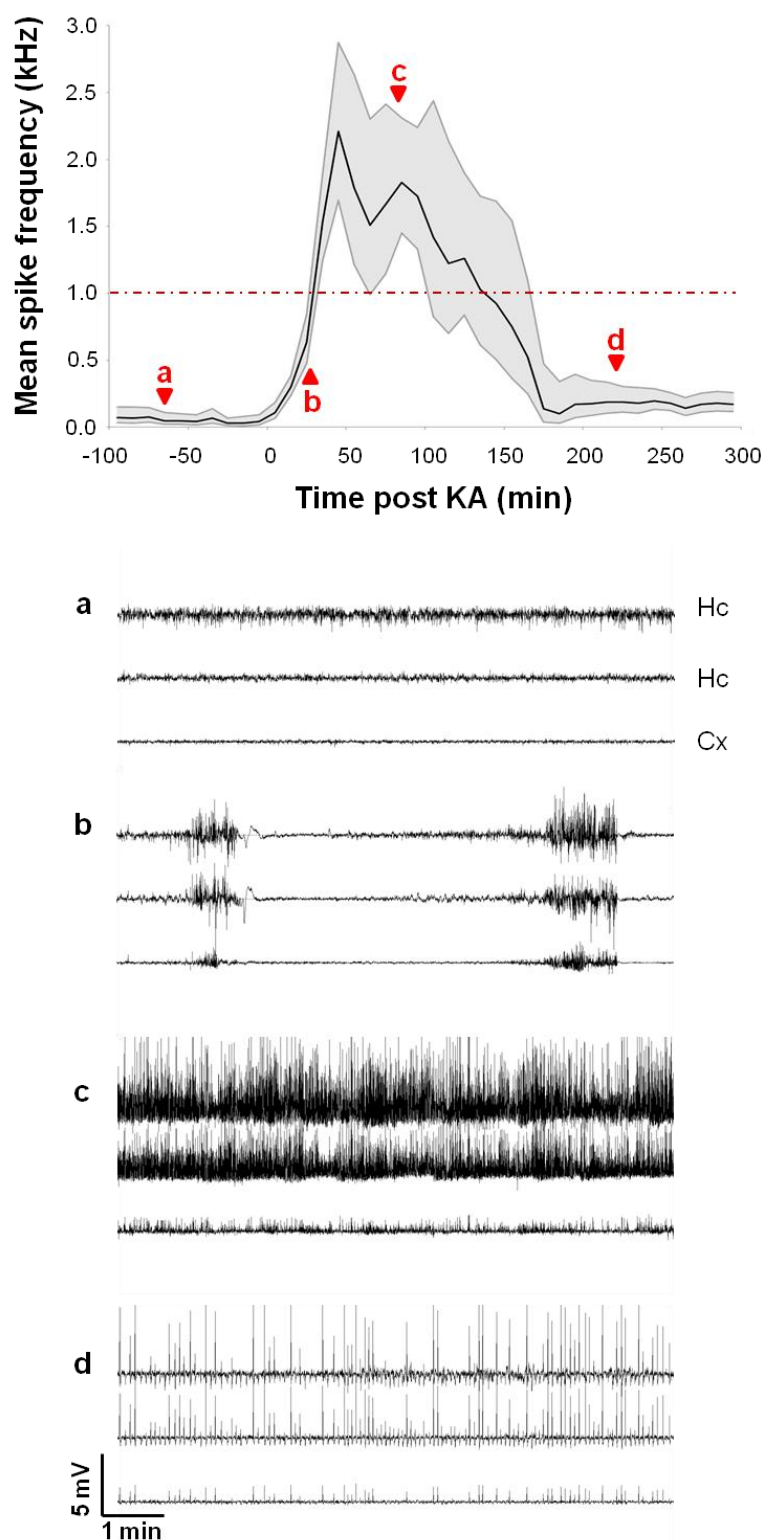 Mean spike frequency (kHz)
3.0
2.5
2.0
1.5
1.0
0.5
0.0
a
b
c
d
-100 -50 0 50 100 150 200 250 300
Time post KA (min)
a
Hc
Hc
Cx
b
c
d
5 mV
1 min